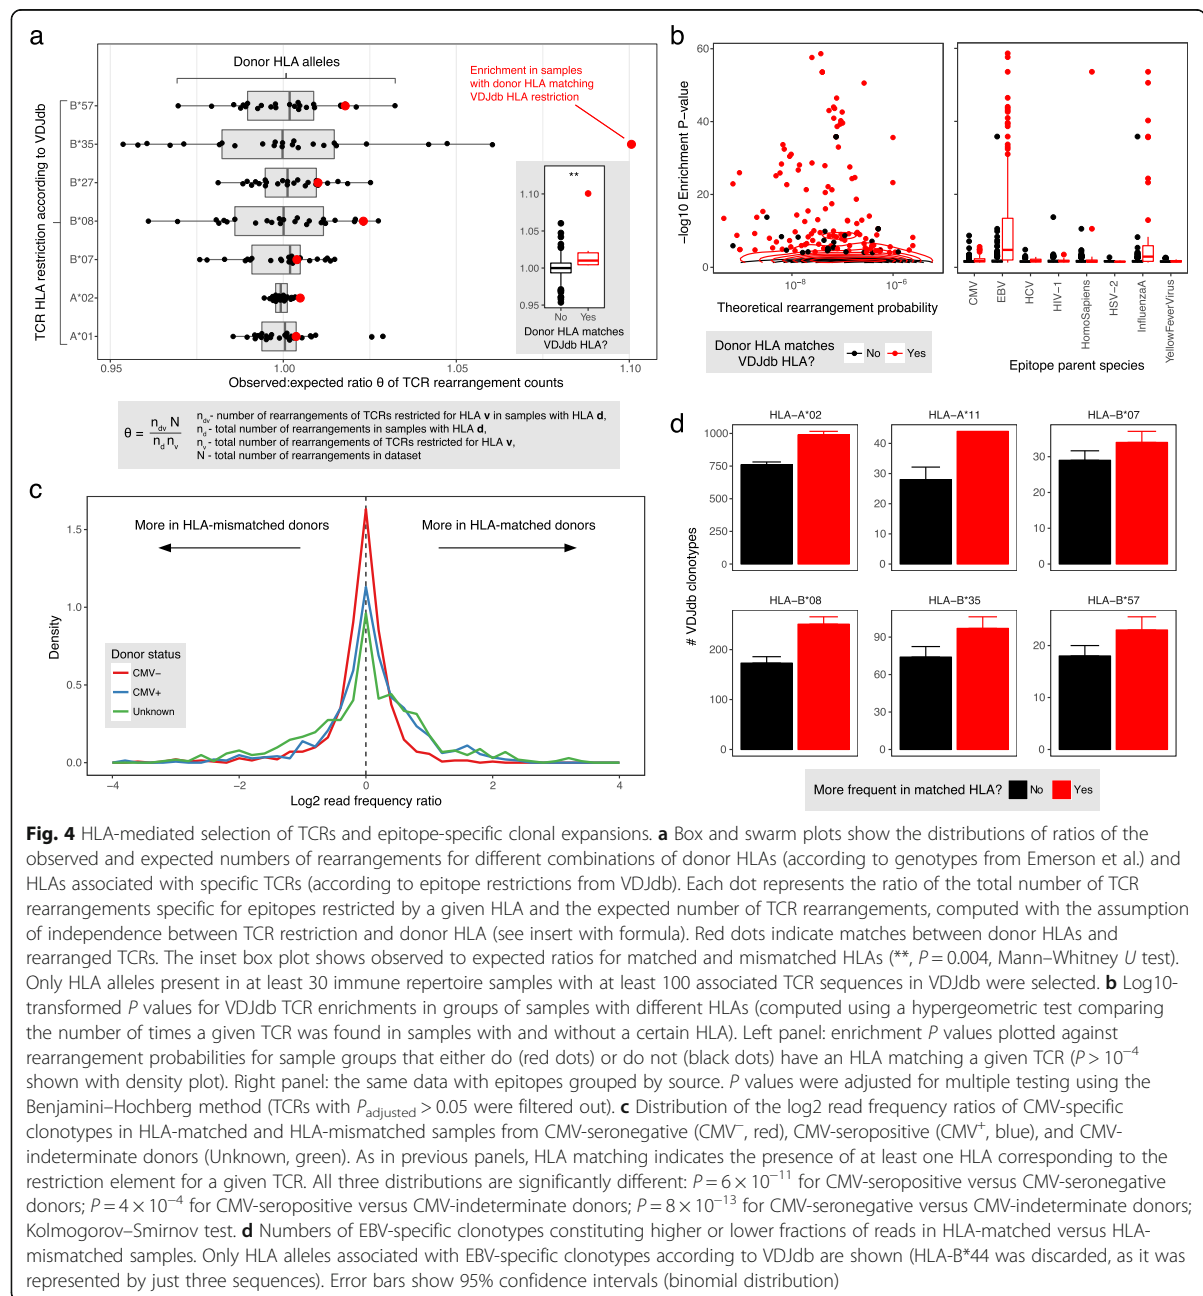 a
Donor HLA alleles
Enrichment in samples
with donor HLA matching
VDJdb HLA restriction
TCR HLA restriction according to VDJdb
B*57
B*35
B*27
B*08
B*07
A*02
A*01
**
1.10
1.05
1.00
0.95
No
Yes
Donor HLA matches
VDJdb HLA?
0.95
1.00
1.05
1.10
Observed:expected ratio θ of TCR rearrangement counts
θ = n_dv N / n_d n_v
n_dv- number of rearrangements of TCRs restricted for HLA v in samples with HLA d,
n_d- total number of rearrangements in samples with HLA d,
n_v- total number of rearrangements of TCRs restricted for HLA v,
N - total number of rearrangements in dataset
b
−log10 Enrichment P−value
60
40
20
0
10⁻⁸
10⁻⁶
Theoretical rearrangement probability
CMV
EBV
HCV
HIV−1
HomoSapiens
HSV−2
InfluenzaA
YellowFeverVirus
Epitope parent species
Donor HLA matches
VDJdb HLA?
No
Yes
c
More in HLA-mismatched donors
More in HLA-matched donors
Density
1.5
1.0
0.5
0.0
Donor status
CMV−
CMV+
Unknown
−4
−2
0
2
4
Log2 read frequency ratio
d
# VDJdb clonotypes
HLA−A*02
1000
750
500
250
0
HLA−A*11
40
30
20
10
0
HLA−B*07
30
20
10
0
HLA−B*08
200
100
0
HLA−B*35
90
60
30
0
HLA−B*57
20
10
0
More frequent in matched HLA?
No
Yes
Fig. 4 HLA-mediated selection of TCRs and epitope-specific clonal expansions. a Box and swarm plots show the distributions of ratios of the
observed and expected numbers of rearrangements for different combinations of donor HLAs (according to genotypes from Emerson et al.) and
HLAs associated with specific TCRs (according to epitope restrictions from VDJdb). Each dot represents the ratio of the total number of TCR
rearrangements specific for epitopes restricted by a given HLA and the expected number of TCR rearrangements, computed with the assumption
of independence between TCR restriction and donor HLA (see insert with formula). Red dots indicate matches between donor HLAs and
rearranged TCRs. The inset box plot shows observed to expected ratios for matched and mismatched HLAs (**, P = 0.004, Mann–Whitney U test).
Only HLA alleles present in at least 30 immune repertoire samples with at least 100 associated TCR sequences in VDJdb were selected. b Log10-
transformed P values for VDJdb TCR enrichments in groups of samples with different HLAs (computed using a hypergeometric test comparing
the number of times a given TCR was found in samples with and without a certain HLA). Left panel: enrichment P values plotted against
rearrangement probabilities for sample groups that either do (red dots) or do not (black dots) have an HLA matching a given TCR (P > 10⁻⁴
shown with density plot). Right panel: the same data with epitopes grouped by source. P values were adjusted for multiple testing using the
Benjamini–Hochberg method (TCRs with P_adjusted > 0.05 were filtered out). c Distribution of the log2 read frequency ratios of CMV-specific
clonotypes in HLA-matched and HLA-mismatched samples from CMV-seronegative (CMV⁻, red), CMV-seropositive (CMV⁺, blue), and CMV-
indeterminate donors (Unknown, green). As in previous panels, HLA matching indicates the presence of at least one HLA corresponding to the
restriction element for a given TCR. All three distributions are significantly different: P = 6 × 10⁻¹¹ for CMV-seropositive versus CMV-seronegative
donors; P = 4 × 10⁻⁴ for CMV-seropositive versus CMV-indeterminate donors; P = 8 × 10⁻¹³ for CMV-seronegative versus CMV-indeterminate donors;
Kolmogorov–Smirnov test. d Numbers of EBV-specific clonotypes constituting higher or lower fractions of reads in HLA-matched versus HLA-
mismatched samples. Only HLA alleles associated with EBV-specific clonotypes according to VDJdb are shown (HLA-B*44 was discarded, as it was
represented by just three sequences). Error bars show 95% confidence intervals (binomial distribution)